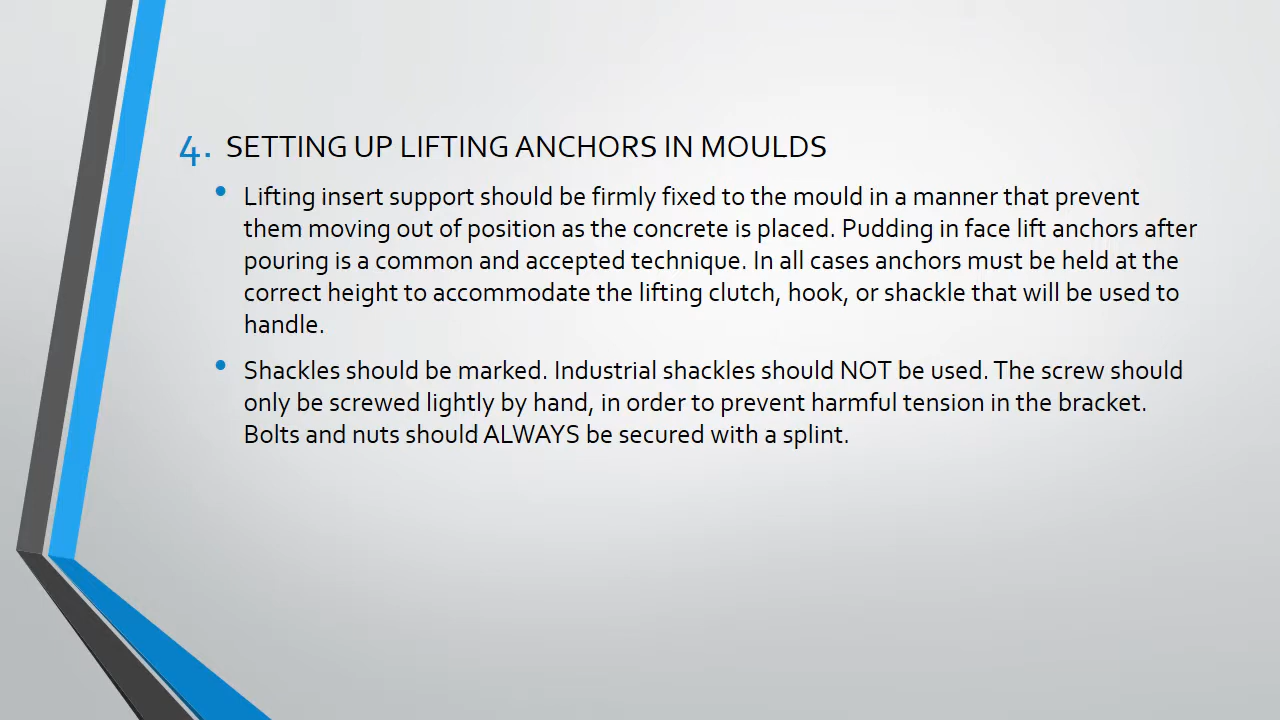 4. SETTING UP LIFTING ANCHORS IN MOULDS
• Lifting insert support should be firmly fixed to the mould in a manner that prevent
them moving out of position as the concrete is placed. Pudding in face lift anchors after
pouring is a common and accepted technique. In all cases anchors must be held at the
correct height to accommodate the lifting clutch, hook, or shackle that will be used to
handle.
• Shackles should be marked. Industrial shackles should NOT be used. The screw should
only be screwed lightly by hand, in order to prevent harmful tension in the bracket.
Bolts and nuts should ALWAYS be secured with a splint.